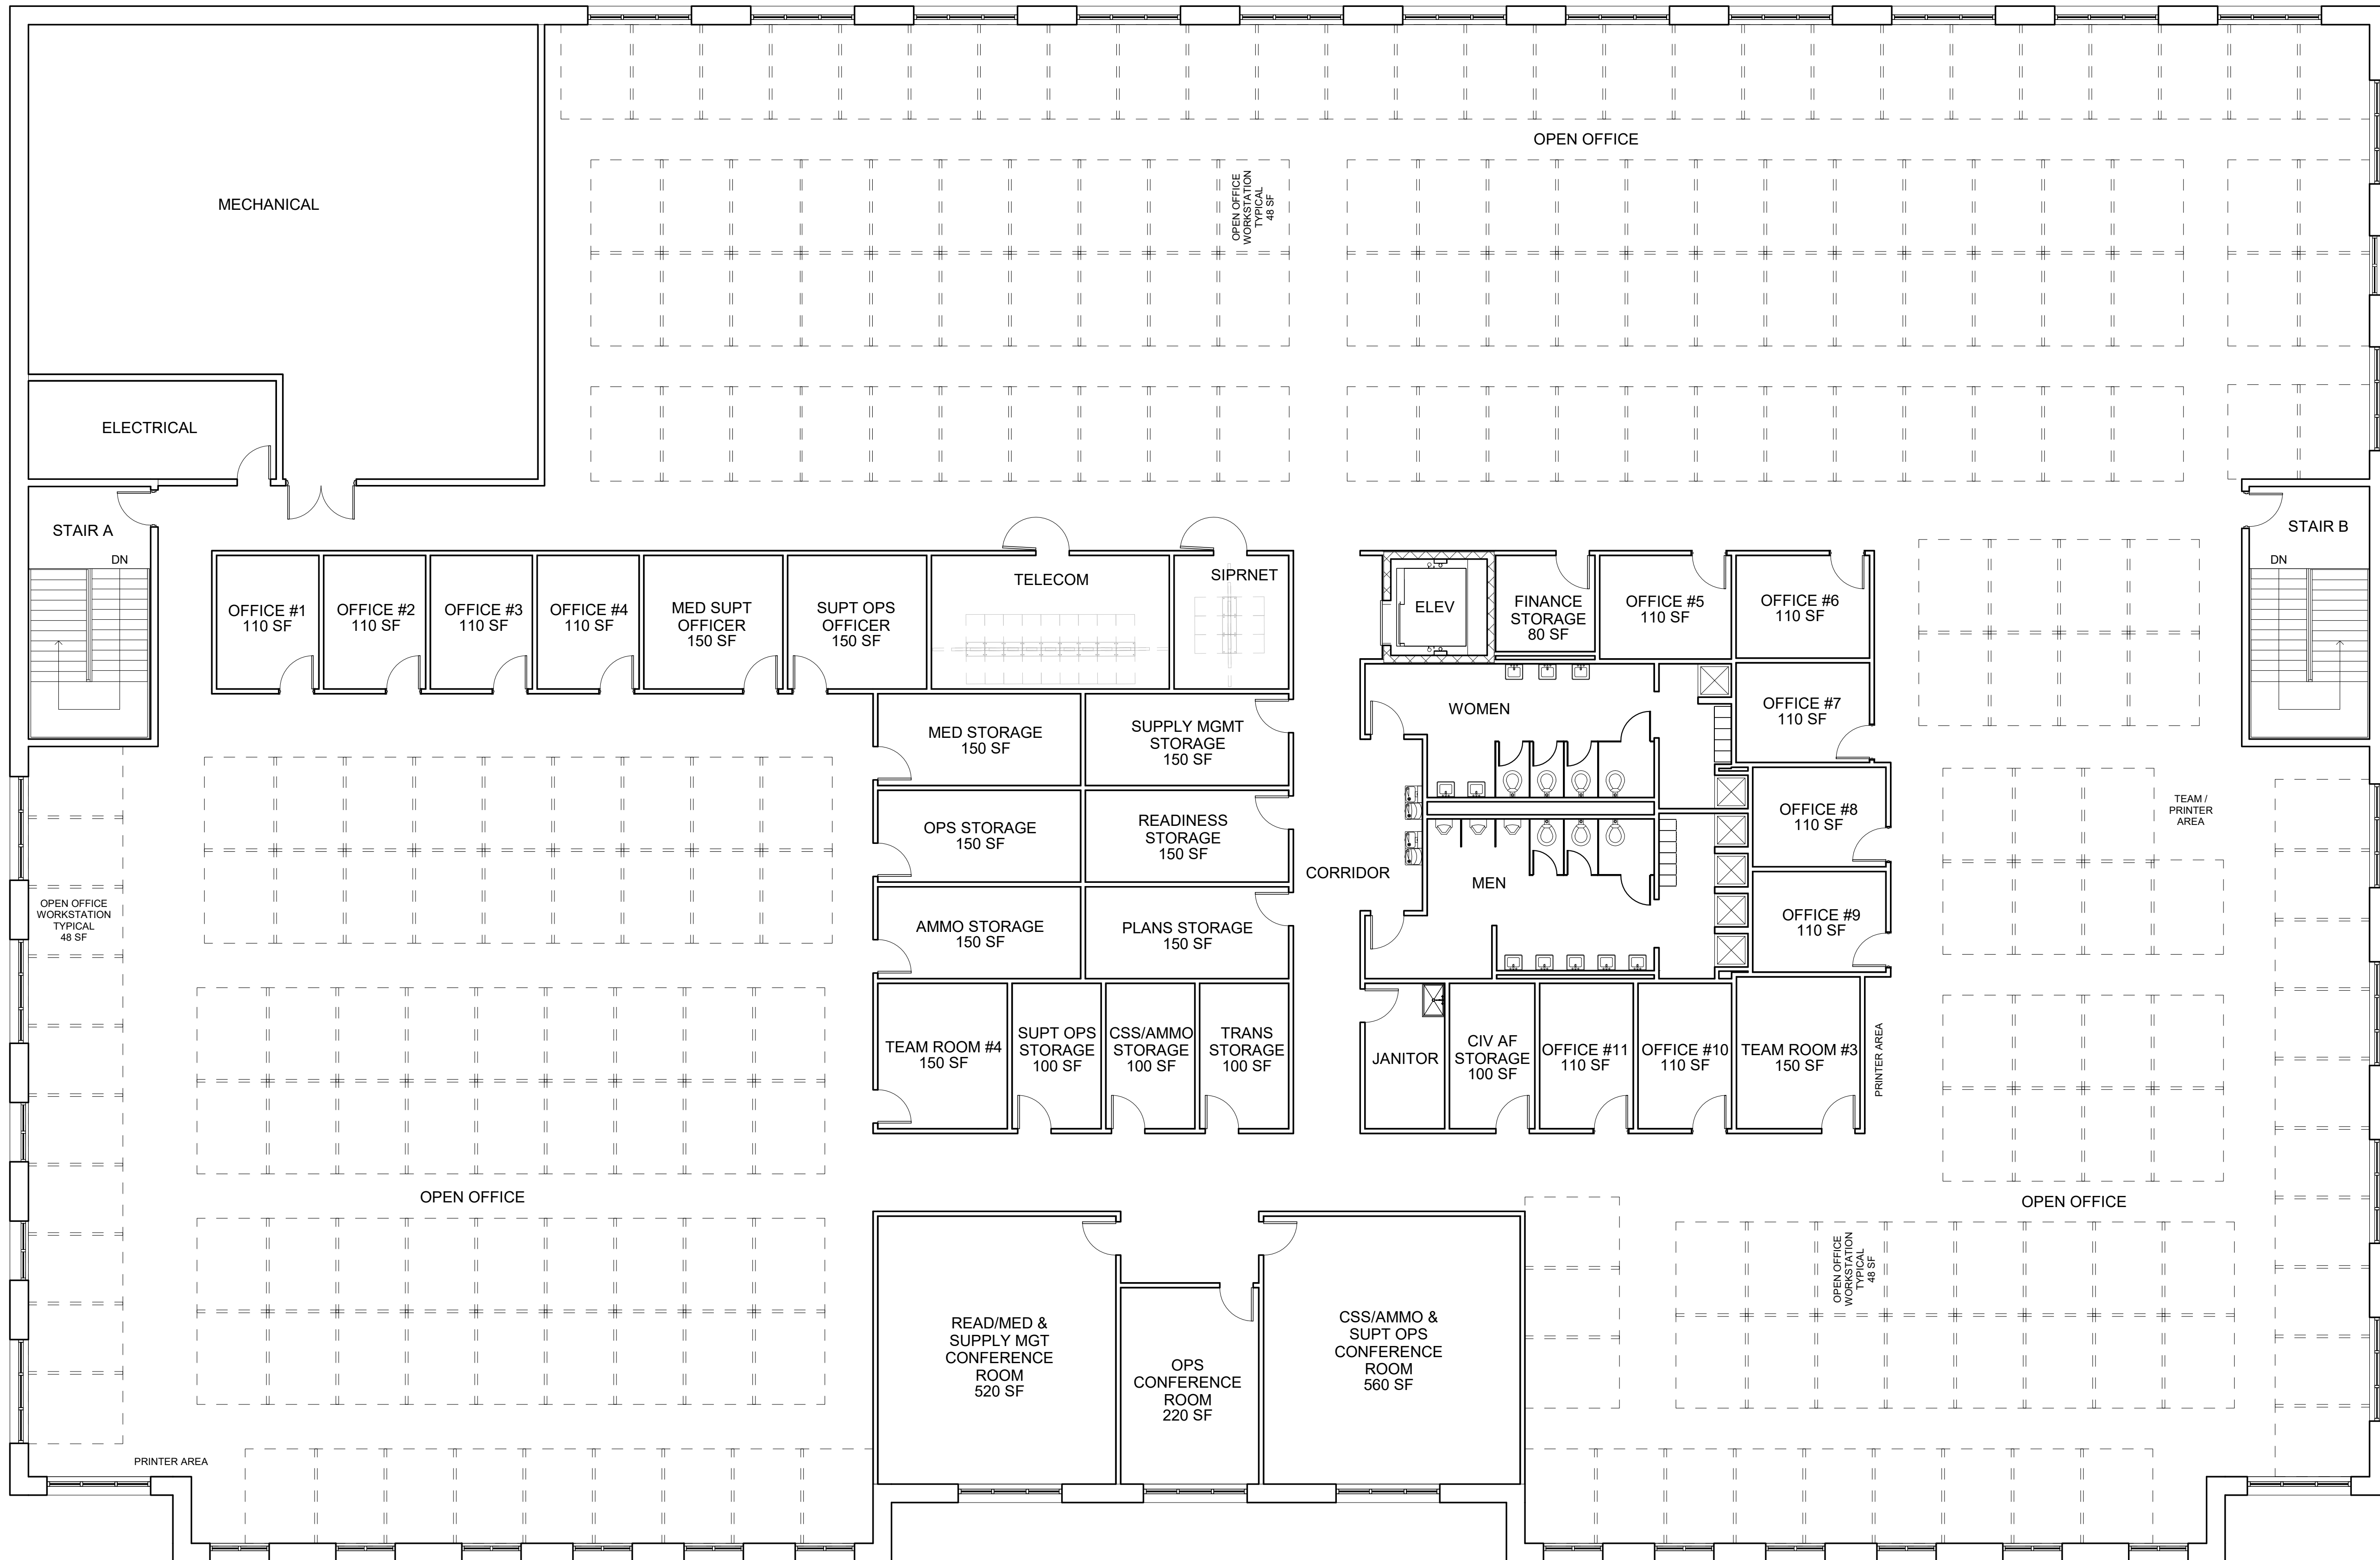 OPEN OFFICE
MECHANICAL
OPEN OFFICE
WORKSTATION
TYPICAL
48 SF
ELECTRICAL
STAIR A
DN
STAIR B
DN
OFFICE #1
110 SF
OFFICE #2
110 SF
OFFICE #3
110 SF
OFFICE #4
110 SF
MED SUPT
OFFICER
150 SF
SUPT OPS
OFFICER
150 SF
TELECOM
SIPRNET
ELEV
FINANCE
STORAGE
80 SF
OFFICE #5
110 SF
OFFICE #6
110 SF
MED STORAGE
150 SF
SUPPLY MGMT
STORAGE
150 SF
WOMEN
OFFICE #7
110 SF
OPS STORAGE
150 SF
READINESS
STORAGE
150 SF
OFFICE #8
110 SF
TEAM /
PRINTER
AREA
CORRIDOR
MEN
OPEN OFFICE
WORKSTATION
TYPICAL
48 SF
AMMO STORAGE
150 SF
PLANS STORAGE
150 SF
OFFICE #9
110 SF
TEAM ROOM #4
150 SF
SUPT OPS
STORAGE
100 SF
CSS/AMMO
STORAGE
100 SF
TRANS
STORAGE
100 SF
JANITOR
CIV AF
STORAGE
100 SF
OFFICE #11
110 SF
OFFICE #10
110 SF
TEAM ROOM #3
150 SF
PRINTER AREA
OPEN OFFICE
OPEN OFFICE
OPEN OFFICE
WORKSTATION
TYPICAL
48 SF
READ/MED &
SUPPLY MGT
CONFERENCE
ROOM
520 SF
OPS
CONFERENCE
ROOM
220 SF
CSS/AMMO &
SUPT OPS
CONFERENCE
ROOM
560 SF
PRINTER AREA